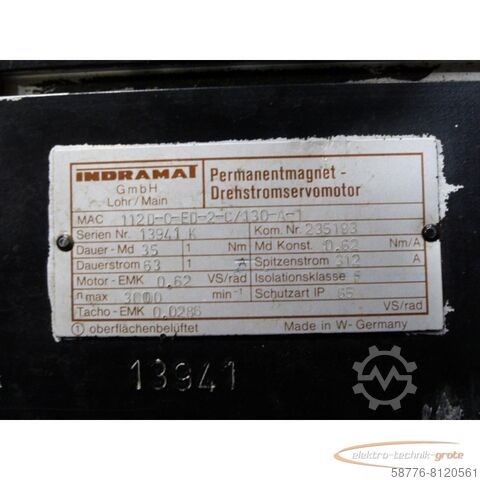 INDRAMAT
GmbH
Lohr/Main
Permanentmagnet -
Drehstromservomotor
MAC 112D-0-ED-2-C/130-A-1
Serien Nr. 13941 K Kom. Nr. 235193
Dauer-Md 35 ① Nm Md Konst. 0,62 Nm/A
Dauerstrom 63 ① A Spitzenstrom 312 A
Motor-EMK 0,62 VS/rad Isolationsklasse F
n max 3000 min⁻¹ Schutzart IP 65
Tacho-EMK 0,0286 VS/rad
① oberflächenbelüftet Made in W-Germany
13941
elektro-technik-grote
58776-8120561